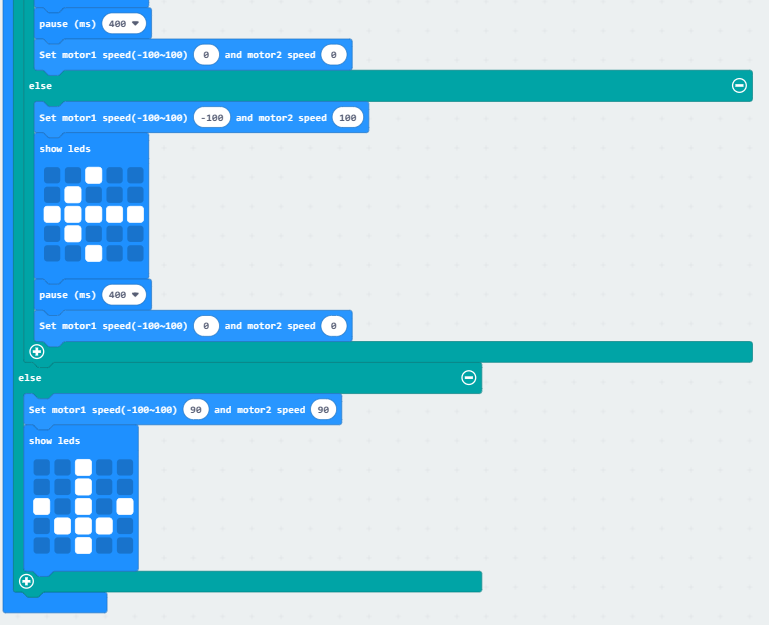 pause (ms) 400
Set motor1 speed(-100~100) 0 and motor2 speed 0
else
Set motor1 speed(-100~100) -100 and motor2 speed 100
show leds
pause (ms) 400
Set motor1 speed(-100~100) 0 and motor2 speed 0
else
Set motor1 speed(-100~100) 90 and motor2 speed 90
show leds